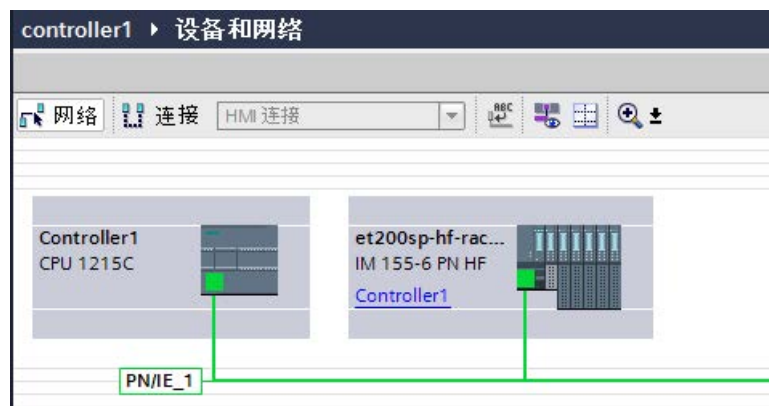 controller1 ▸ 设备和网络
网络 连接 HMI 连接
Controller1
CPU 1215C
et200sp-hf-rac...
IM 155-6 PN HF
Controller1
PN/IE_1